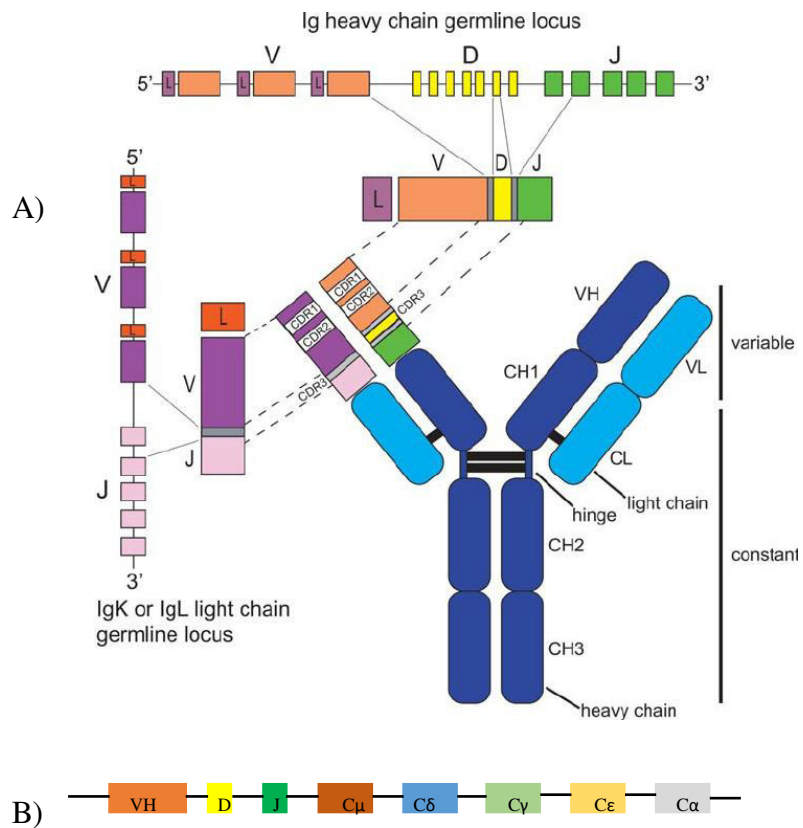 Ig heavy chain germline locus
V D J
5’ L L L 3’
V D J
L
A)
5’
L
L
L
V
J
3’
L
V
J
IgK or IgL light chain
germline locus
CDR1
CDR2
CDR3
CDR1
CDR2
CDR3
VH
VL
CH1
CL
variable
light chain
hinge
CH2
constant
CH3
heavy chain
B) VH D J Cμ Cδ Cγ Cε Cα